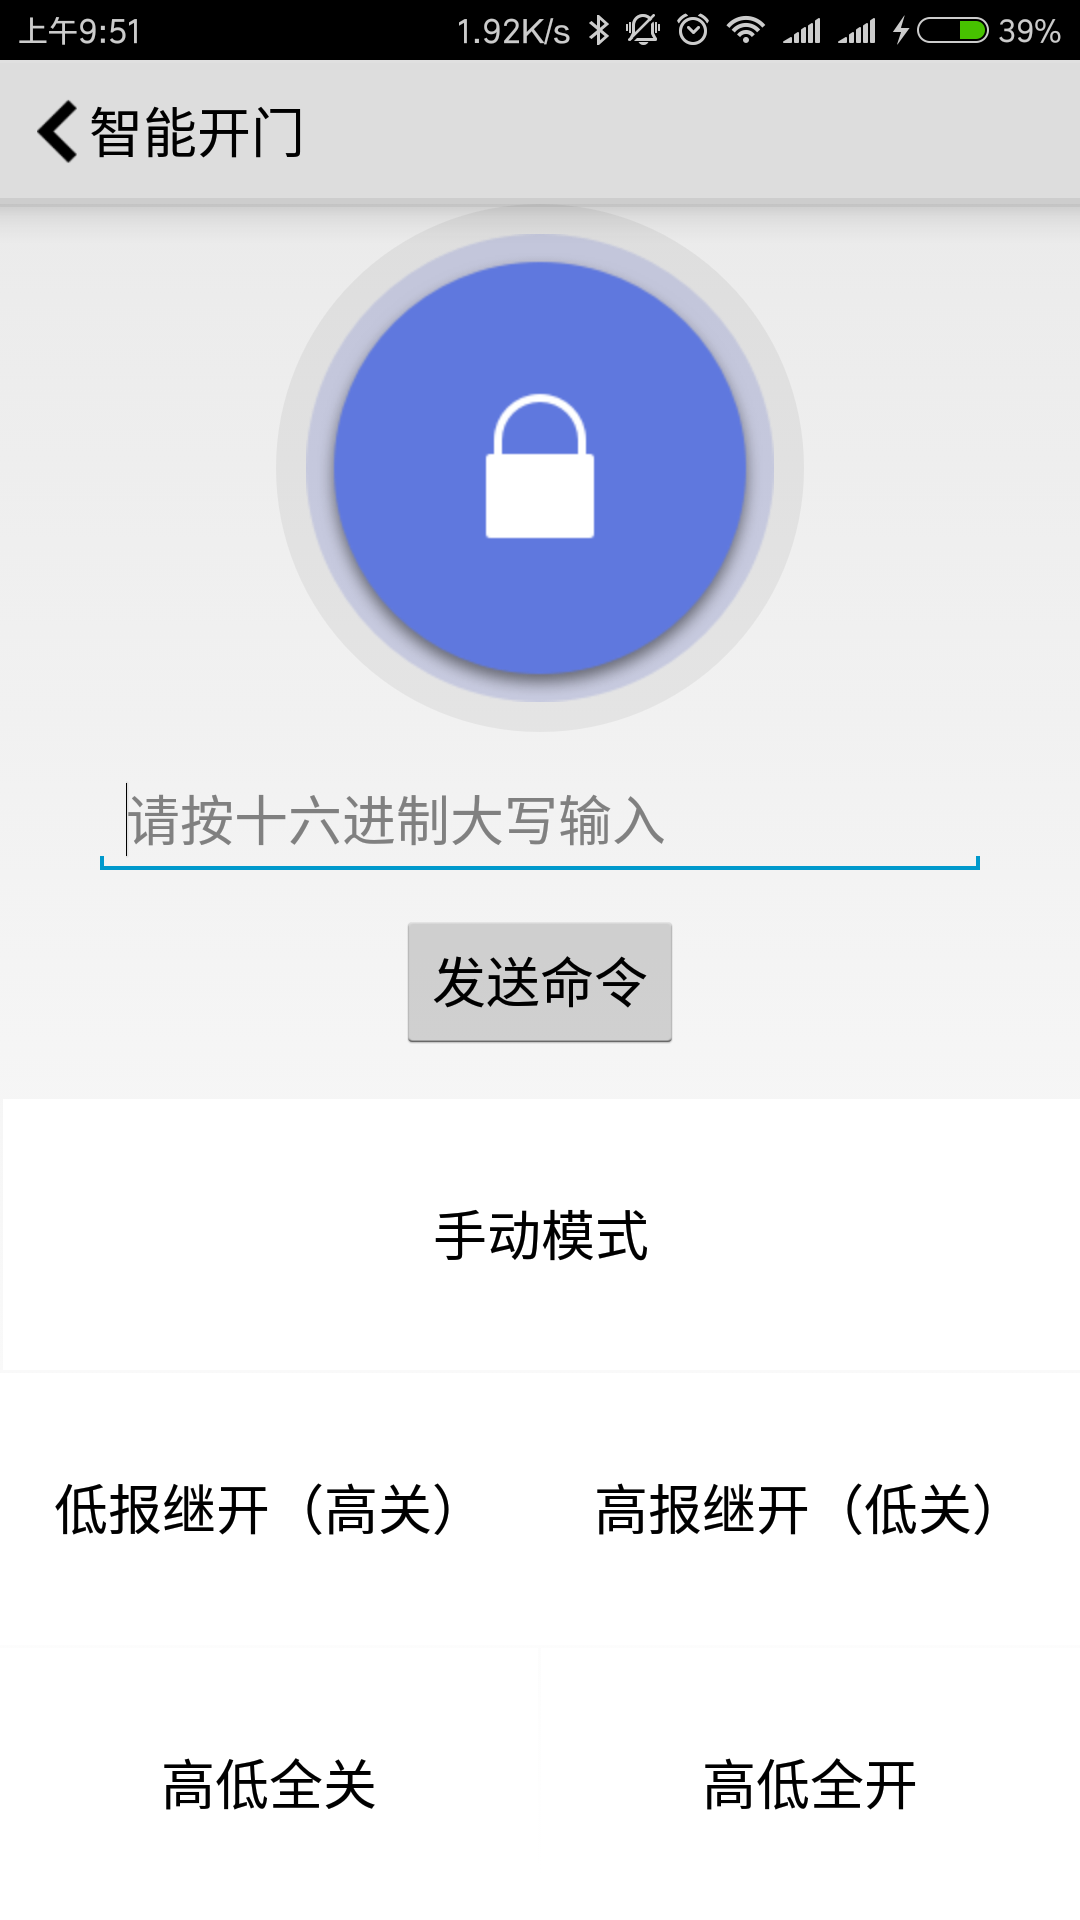 上午9:51 1.92K/s 39%
智能开门
请按十六进制大写输入
发送命令
手动模式
低报继开（高关） 高报继开（低关）
高低全关 高低全开